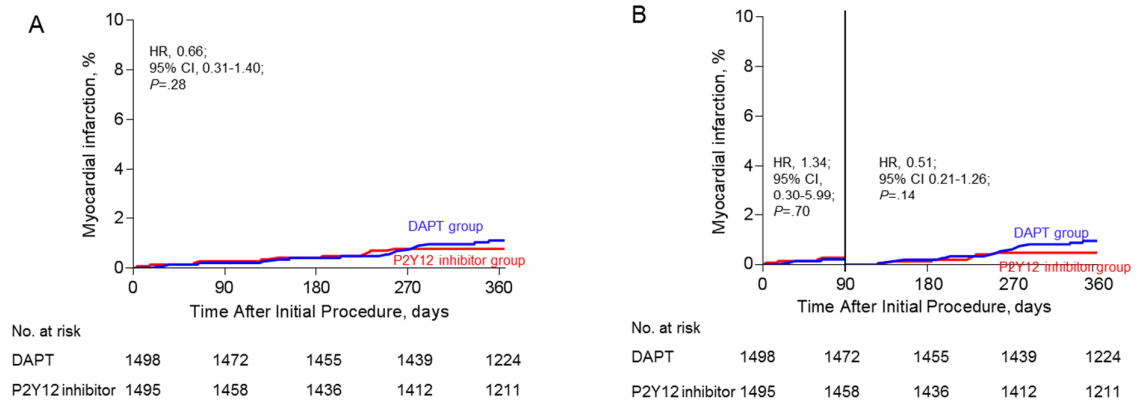 A
10
8
6
4
2
0
Myocardial infarction, %
HR, 0.66;
95% CI, 0.31-1.40;
P=.28
DAPT group
P2Y12 inhibitor group
0 90 180 270 360
Time After Initial Procedure, days
No. at risk
DAPT 1498 1472 1455 1439 1224
P2Y12 inhibitor 1495 1458 1436 1412 1211
B
10
8
6
4
2
0
Myocardial infarction, %
HR, 1.34;
95% CI,
0.30-5.99;
P=.70
HR, 0.51;
95% CI 0.21-1.26;
P=.14
DAPT group
P2Y12 inhibitor group
0 90 180 270 360
Time After Initial Procedure, days
No. at risk
DAPT 1498 1472 1455 1439 1224
P2Y12 inhibitor 1495 1458 1436 1412 1211